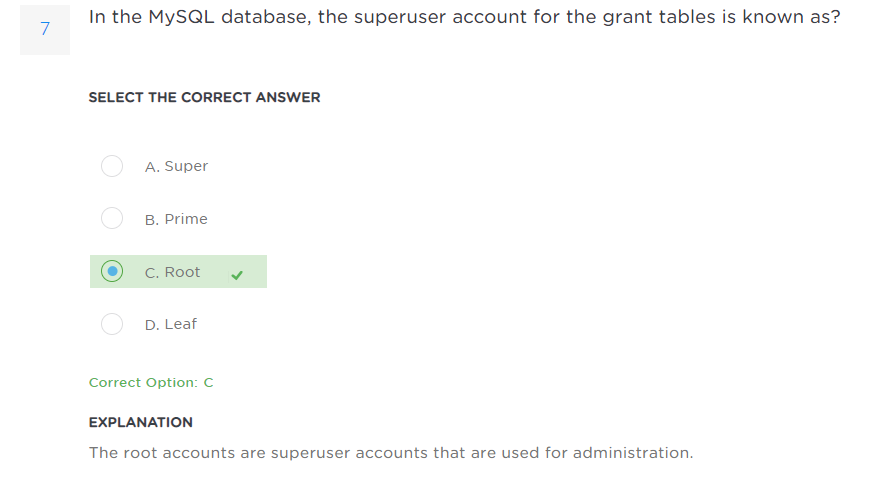 7
In the MySQL database, the superuser account for the grant tables is known as?
SELECT THE CORRECT ANSWER
A. Super
B. Prime
C. Root
D. Leaf
Correct Option: C
EXPLANATION
The root accounts are superuser accounts that are used for administration.